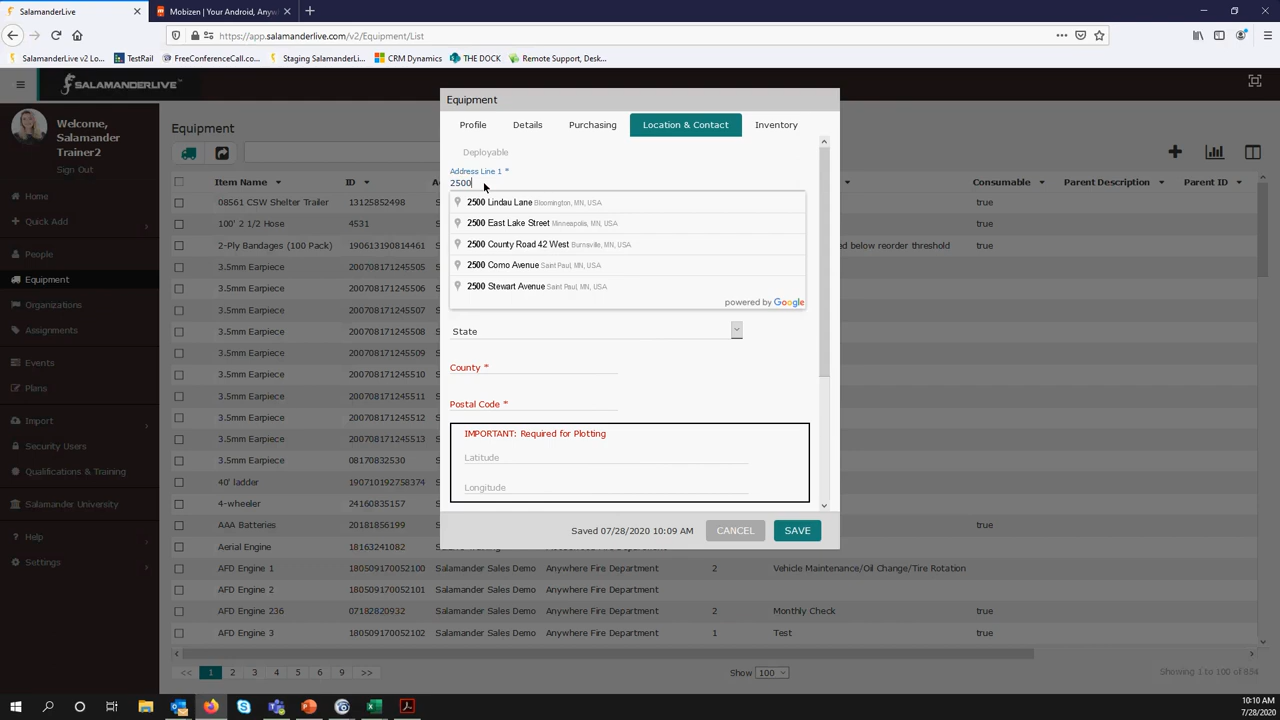 SalamanderLive
Mobizen | Your Android, Anyw
https://app.salamanderlive.com/v2/Equipment/List
SalamanderLive v2 Lo...
TestRail
FreeConferenceCall.co...
Staging SalamanderLi...
CRM Dynamics
THE DOCK
Remote Support, Desk...
SALAMANDERLIVE™
Welcome,
Salamander
Trainer2
Sign Out
Home
Quick Add
People
Equipment
Organizations
Assignments
Events
Plans
Import
Security Users
Qualifications & Training
Salamander University
Help
Settings
Equipment
Item Name ID Consumable Parent Description Parent ID
08561 CSW Shelter Trailer 13125852498
100' 2 1/2 Hose 4531
2-Ply Bandages (100 Pack) 190613190814461 ed below reorder threshold true
3.5mm Earpiece 200708171245505 true
3.5mm Earpiece 200708171245506 true
3.5mm Earpiece 200708171245507 true
3.5mm Earpiece 200708171245508 true
3.5mm Earpiece 200708171245509 true
3.5mm Earpiece 200708171245510 true
3.5mm Earpiece 200708171245511 true
3.5mm Earpiece 200708171245512 true
3.5mm Earpiece 200708171245513 true
3.5mm Earpiece 08170832530 true
40' ladder 190710192758374
4-wheeler 24160835157
AAA Batteries 20181856199 true
Aerial Engine 18163241082
AFD Engine 1 180509170052100 Salamander Sales Demo Anywhere Fire Department 2 Vehicle Maintenance/Oil Change/Tire Rotation
AFD Engine 2 180509170052101 Salamander Sales Demo Anywhere Fire Department
AFD Engine 236 07182820932 Salamander Sales Demo Anywhere Fire Department 2 Monthly Check true
AFD Engine 3 180509170052102 Salamander Sales Demo Anywhere Fire Department 1 Test true
<< 1 2 3 4 5 6 9 >>
Show 100
Showing 1 to 100 of 834
Equipment
Profile Details Purchasing Location & Contact Inventory
Deployable
Address Line 1 *
2500
2500 Lindau Lane Bloomington, MN, USA
2500 East Lake Street Minneapolis, MN, USA
2500 County Road 42 West Burnsville, MN, USA
2500 Como Avenue Saint Paul, MN, USA
2500 Stewart Avenue Saint Paul, MN, USA
powered by Google
State
County *
Postal Code *
IMPORTANT: Required for Plotting
Latitude
Longitude
Saved 07/28/2020 10:09 AM
CANCEL
SAVE
10:10 AM
7/28/2020